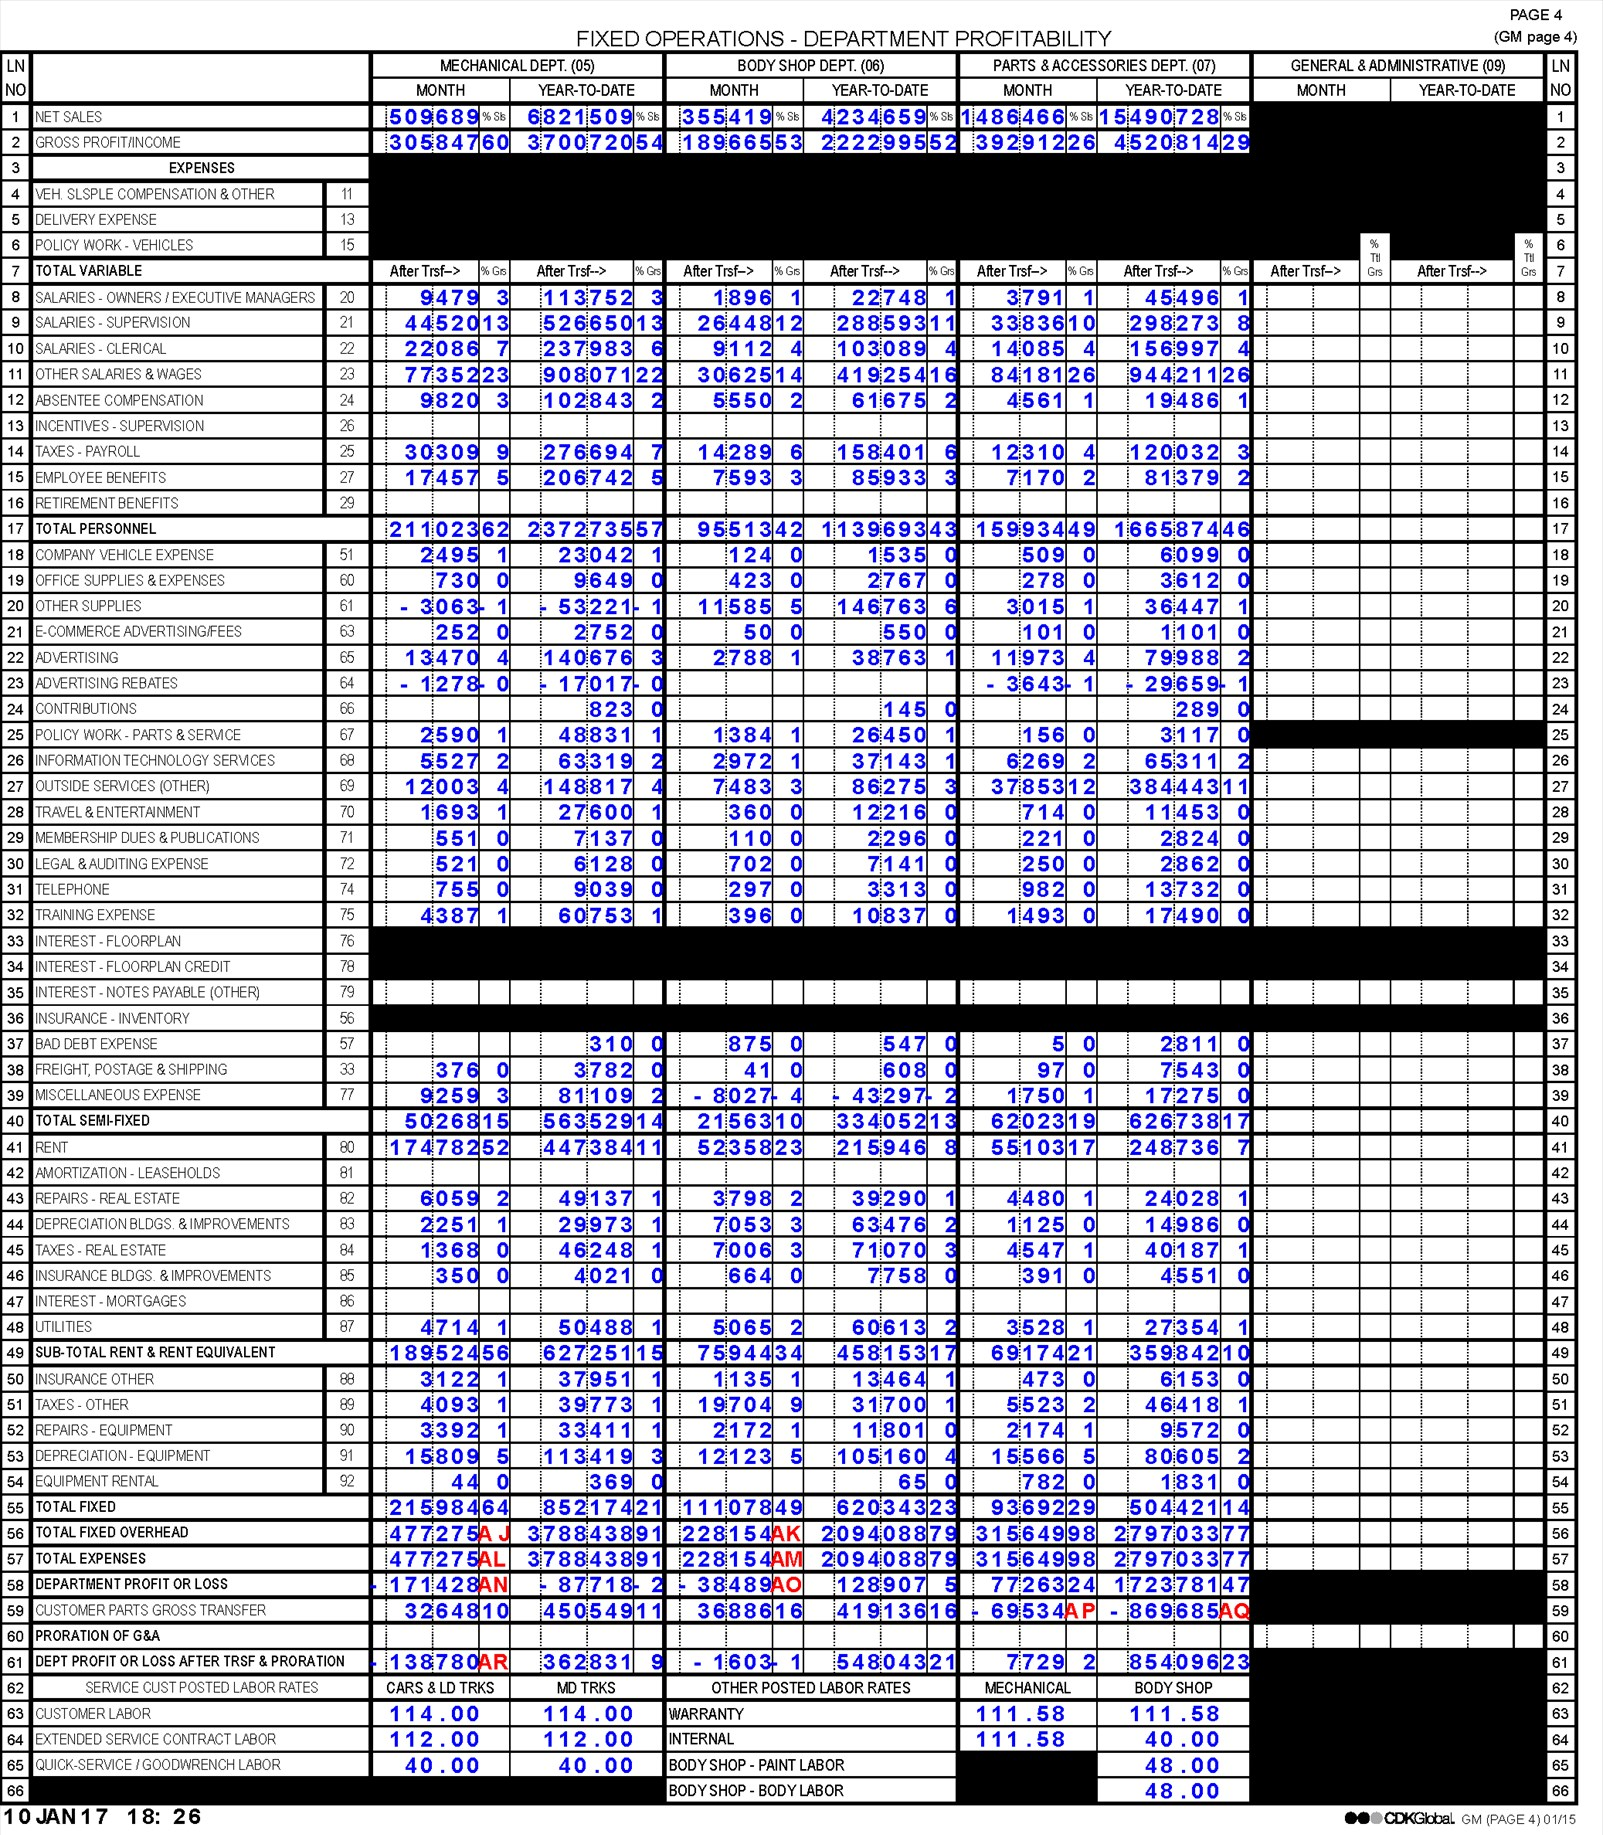 PAGE 4
FIXED OPERATIONS - DEPARTMENT PROFITABILITY (GM page 4)
LN MECHANICAL DEPT. (05) BODY SHOP DEPT. (06) PARTS & ACCESSORIES DEPT. (07) GENERAL & ADMINISTRATIVE (09) LN
NO MONTH YEAR-TO-DATE MONTH YEAR-TO-DATE MONTH YEAR-TO-DATE MONTH YEAR-TO-DATE NO
1 NET SALES 509689 % Sls 6821509 % Sls 355419 % Sls 4234659 % Sls 1486466 % Sls 15490728 % Sls 1
2 GROSS PROFIT/INCOME 305847 60 3700720 54 189665 53 2222995 52 392912 26 4520814 29 2
3 EXPENSES 3
4 VEH. SLSPLE COMPENSATION & OTHER 11 4
5 DELIVERY EXPENSE 13 5
6 POLICY WORK - VEHICLES 15 % Ttl Grs % Ttl Grs 6
7 TOTAL VARIABLE After Trsf--> % Grs After Trsf--> % Grs After Trsf--> % Grs After Trsf--> % Grs After Trsf--> % Grs After Trsf--> % Grs After Trsf--> After Trsf--> 7
8 SALARIES - OWNERS / EXECUTIVE MANAGERS 20 9479 3 113752 3 1896 1 22748 1 3791 1 45496 1 8
9 SALARIES - SUPERVISION 21 44520 13 526650 13 26448 12 288593 11 33836 10 298273 8 9
10 SALARIES - CLERICAL 22 22086 7 237983 6 9112 4 103089 4 14085 4 156997 4 10
11 OTHER SALARIES & WAGES 23 77352 23 908071 22 30625 14 419254 16 84181 26 944211 26 11
12 ABSENTEE COMPENSATION 24 9820 3 102843 2 5550 2 61675 2 4561 1 19486 1 12
13 INCENTIVES - SUPERVISION 26 13
14 TAXES - PAYROLL 25 30309 9 276694 7 14289 6 158401 6 12310 4 120032 3 14
15 EMPLOYEE BENEFITS 27 17457 5 206742 5 7593 3 85933 3 7170 2 81379 2 15
16 RETIREMENT BENEFITS 29 16
17 TOTAL PERSONNEL 211023 62 2372735 57 95513 42 1139693 43 159934 49 1665874 46 17
18 COMPANY VEHICLE EXPENSE 51 2495 1 23042 1 124 0 1535 0 509 0 6099 0 18
19 OFFICE SUPPLIES & EXPENSES 60 730 0 9649 0 423 0 2767 0 278 0 3612 0 19
20 OTHER SUPPLIES 61 - 3063 - 1 - 53221 - 1 11585 5 146763 6 3015 1 36447 1 20
21 E-COMMERCE ADVERTISING/FEES 63 252 0 2752 0 50 0 550 0 101 0 1101 0 21
22 ADVERTISING 65 13470 4 140676 3 2788 1 38763 1 11973 4 79988 2 22
23 ADVERTISING REBATES 64 - 1278 - 0 - 17017 - 0 - 3643 - 1 - 29659 - 1 23
24 CONTRIBUTIONS 66 823 0 145 0 289 0 24
25 POLICY WORK - PARTS & SERVICE 67 2590 1 48831 1 1384 1 26450 1 156 0 3117 0 25
26 INFORMATION TECHNOLOGY SERVICES 68 5527 2 63319 2 2972 1 37143 1 6269 2 65311 2 26
27 OUTSIDE SERVICES (OTHER) 69 12003 4 148817 4 7483 3 86275 3 37853 12 384443 11 27
28 TRAVEL & ENTERTAINMENT 70 1693 1 27600 1 360 0 12216 0 714 0 11453 0 28
29 MEMBERSHIP DUES & PUBLICATIONS 71 551 0 7137 0 110 0 2296 0 221 0 2824 0 29
30 LEGAL & AUDITING EXPENSE 72 521 0 6128 0 702 0 7141 0 250 0 2862 0 30
31 TELEPHONE 74 755 0 9039 0 297 0 3313 0 982 0 13732 0 31
32 TRAINING EXPENSE 75 4387 1 60753 1 396 0 10837 0 1493 0 17490 0 32
33 INTEREST - FLOORPLAN 76 33
34 INTEREST - FLOORPLAN CREDIT 78 34
35 INTEREST - NOTES PAYABLE (OTHER) 79 35
36 INSURANCE - INVENTORY 56 36
37 BAD DEBT EXPENSE 57 310 0 875 0 547 0 5 0 2811 0 37
38 FREIGHT, POSTAGE & SHIPPING 33 376 0 3782 0 41 0 608 0 97 0 7543 0 38
39 MISCELLANEOUS EXPENSE 77 9259 3 81109 2 - 8027 - 4 - 43297 - 2 1750 1 17275 0 39
40 TOTAL SEMI-FIXED 50268 15 563529 14 21563 10 334052 13 62023 19 626738 17 40
41 RENT 80 174782 52 447384 11 52358 23 215946 8 55103 17 248736 7 41
42 AMORTIZATION - LEASEHOLDS 81 42
43 REPAIRS - REAL ESTATE 82 6059 2 49137 1 3798 2 39290 1 4480 1 24028 1 43
44 DEPRECIATION BLDGS. & IMPROVEMENTS 83 2251 1 29973 1 7053 3 63476 2 1125 0 14986 0 44
45 TAXES - REAL ESTATE 84 1368 0 46248 1 7006 3 71070 3 4547 1 40187 1 45
46 INSURANCE BLDGS. & IMPROVEMENTS 85 350 0 4021 0 664 0 7758 0 391 0 4551 0 46
47 INTEREST - MORTGAGES 86 47
48 UTILITIES 87 4714 1 50488 1 5065 2 60613 2 3528 1 27354 1 48
49 SUB-TOTAL RENT & RENT EQUIVALENT 189524 56 627251 15 75944 34 458153 17 69174 21 359842 10 49
50 INSURANCE OTHER 88 3122 1 37951 1 1135 1 13464 1 473 0 6153 0 50
51 TAXES - OTHER 89 4093 1 39773 1 19704 9 31700 1 5523 2 46418 1 51
52 REPAIRS - EQUIPMENT 90 3392 1 33411 1 2172 1 11801 0 2174 1 9572 0 52
53 DEPRECIATION - EQUIPMENT 91 15809 5 113419 3 12123 5 105160 4 15566 5 80605 2 53
54 EQUIPMENT RENTAL 92 44 0 369 0 65 0 782 0 1831 0 54
55 TOTAL FIXED 215984 64 852174 21 111078 49 620343 23 93692 29 504421 14 55
56 TOTAL FIXED OVERHEAD 477275 AJ 3788438 91 228154 AK 2094088 79 315649 98 2797033 77 56
57 TOTAL EXPENSES 477275 AL 3788438 91 228154 AM 2094088 79 315649 98 2797033 77 57
58 DEPARTMENT PROFIT OR LOSS - 171428 AN - 87718 - 2 - 38489 AO 128907 5 77263 24 1723781 47 58
59 CUSTOMER PARTS GROSS TRANSFER 32648 10 450549 11 36886 16 419136 16 - 69534 AP - 869685 AQ 59
60 PRORATION OF G&A 60
61 DEPT PROFIT OR LOSS AFTER TRSF & PRORATION - 138780 AR 362831 9 - 1603 - 1 548043 21 7729 2 854096 23 61
62 SERVICE CUST POSTED LABOR RATES CARS & LD TRKS MD TRKS OTHER POSTED LABOR RATES MECHANICAL BODY SHOP 62
63 CUSTOMER LABOR 114.00 114.00 WARRANTY 111.58 111.58 63
64 EXTENDED SERVICE CONTRACT LABOR 112.00 112.00 INTERNAL 111.58 40.00 64
65 QUICK-SERVICE / GOODWRENCH LABOR 40.00 40.00 BODY SHOP - PAINT LABOR 48.00 65
66 BODY SHOP - BODY LABOR 48.00 66
10JAN17 18: 26 CDKGlobal. GM (PAGE 4) 01/15